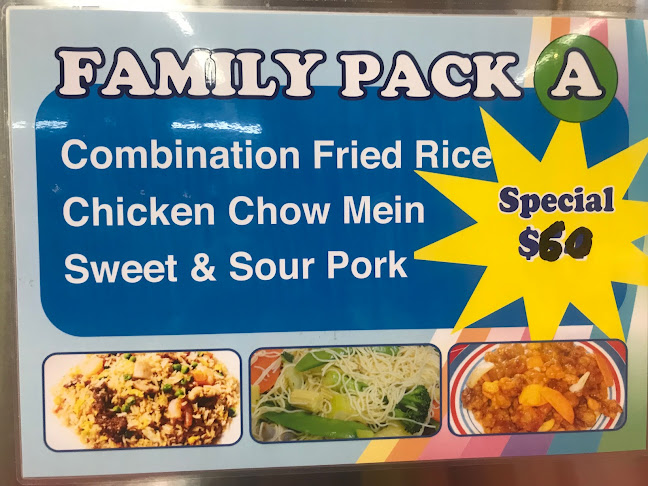 FAMILY PACK A
Combination Fried Rice
Chicken Chow Mein
Sweet & Sour Pork
Special
$60